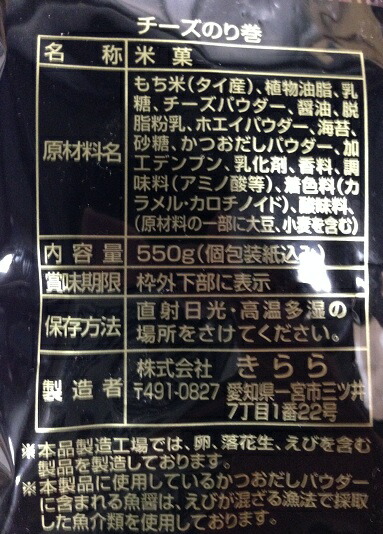 チーズのり巻
名称 米菓
原材料名 もち米(タイ産)、植物油脂、乳
糖、チーズパウダー、醤油、脱
脂粉乳、ホエイパウダー、海苔、
砂糖、かつおだしパウダー、加
工デンプン、乳化剤、香料、調
味料(アミノ酸等)、着色料(カ
ラメル・カロチノイド)、酸味料、
(原材料の一部に大豆、小麦を含む)
内容量 550g(個包装紙込み)
賞味期限 枠外下部に表示
保存方法 直射日光・高温多湿の
場所をさけてください。
製造者 株式会社 きらら
〒491-0827 愛知県一宮市三ツ井
7丁目1番22号
※本品製造工場では、卵、落花生、えびを含む
製品を製造しております。
※本製品に使用しているかつおだしパウダー
に含まれる魚醤は、えびが混ざる漁法で採取
した魚介類を使用しております。